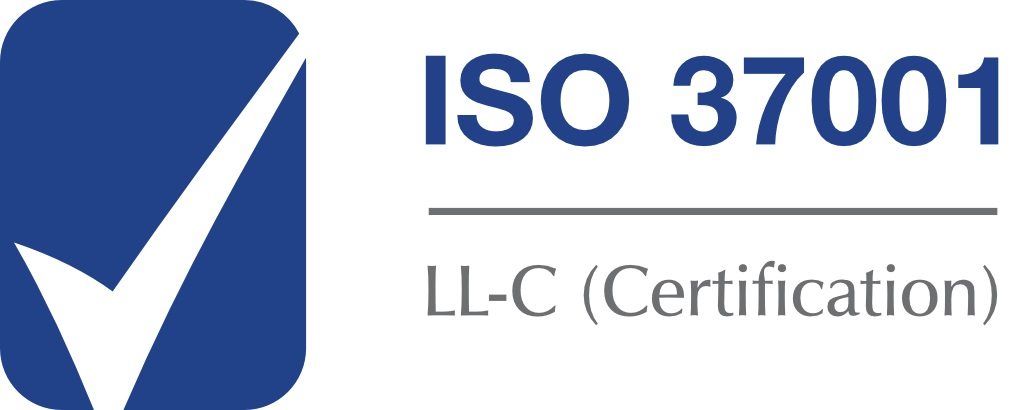 ISO 37001
LL-C (Certification)